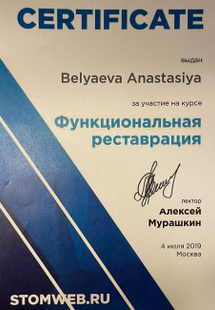 CERTIFICATE
выдан
Belyaeva Anastasiya
за участие на курсе
Функциональная
реставрация
лектор
Алексей
Мурашкин
4 июля 2019
Москва
STOMWEB.RU